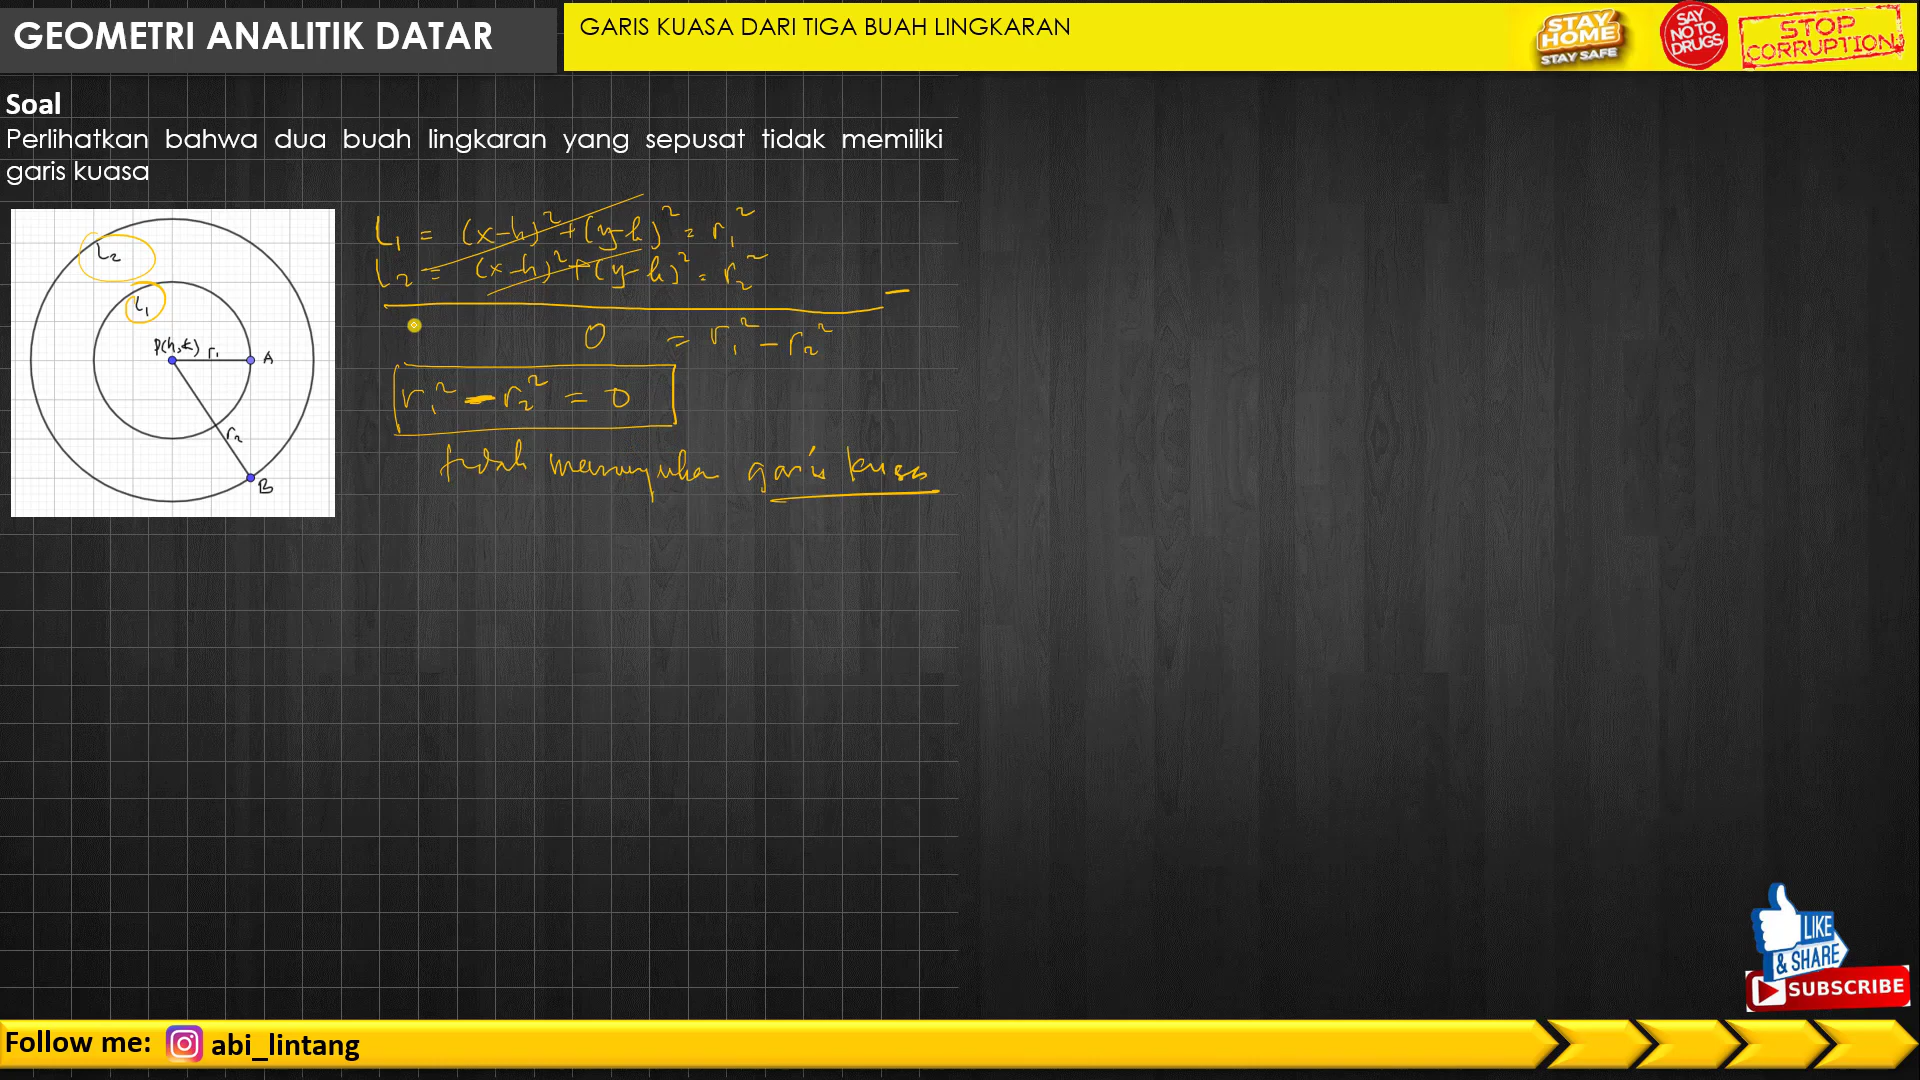 GEOMETRI ANALITIK DATAR
GARIS KUASA DARI TIGA BUAH LINGKARAN
STAY HOME STAY SAFE
SAY NO TO DRUGS
STOP CORRUPTION
Soal
Perlihatkan bahwa dua buah lingkaran yang sepusat tidak memiliki
garis kuasa
L₂
L₁
P(h,k) r₁ A
r₂
B
L₁ = (x-h)² + (y-k)² = r₁²
L₂ = (x-h)² + (y-k)² = r₂² −
0 = r₁² - r₂²
r₁² - r₂² = 0
tidak garis kuasa
LIKE & SHARE
SUBSCRIBE
Follow me: abi_lintang